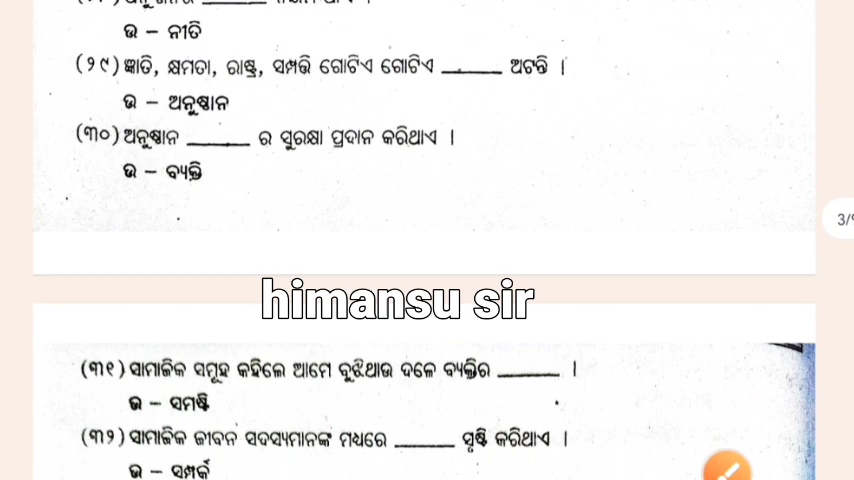 ଉ – ନୀତି
(୨୯) ଜ୍ଞାତି, କ୍ଷମତା, ରାଷ୍ଟ୍ର, ସମ୍ପତ୍ତି ଗୋଟିଏ ଗୋଟିଏ ______ ଅଟନ୍ତି ।
ଉ – ଅନୁଷ୍ଠାନ
(୩୦) ଅନୁଷ୍ଠାନ ______ ର ସୁରକ୍ଷା ପ୍ରଦାନ କରିଥାଏ ।
ଉ – ବ୍ୟକ୍ତି
3/
himansu sir
(୩୧) ସାମାଜିକ ସମୂହ କହିଲେ ଆମେ ବୁଝିଥାଉ ଦଳେ ବ୍ୟକ୍ତିର ______ ।
ଉ – ସମଷ୍ଟି
(୩୨) ସାମାଜିକ ଜୀବନ ସଦସ୍ୟମାନଙ୍କ ମଧ୍ୟରେ ______ ସୃଷ୍ଟି କରିଥାଏ ।
ଉ – ସମ୍ପର୍କ